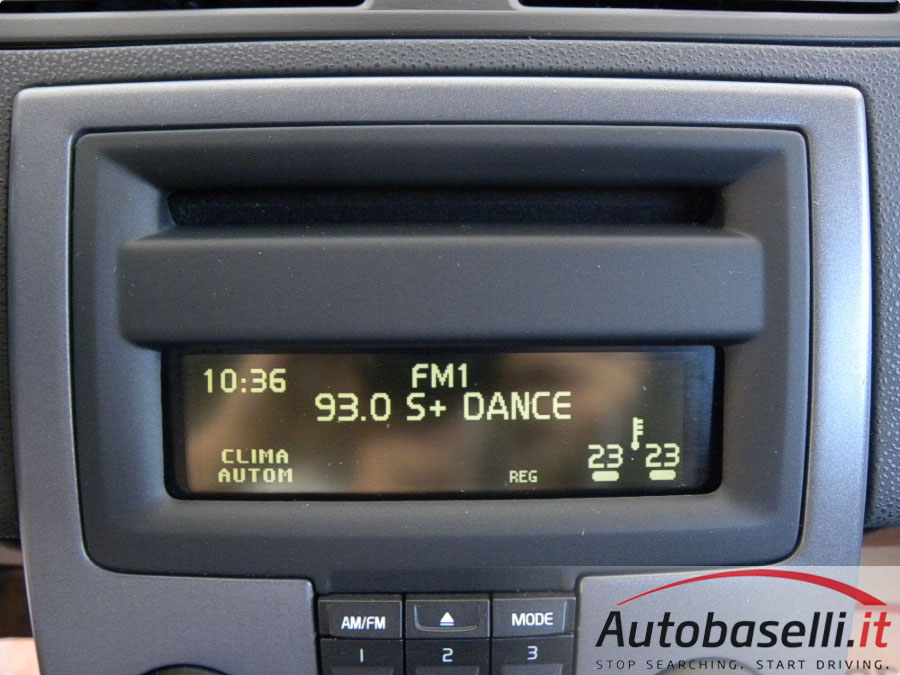 10:36
FM1
93.0 S+ DANCE
CLIMA
AUTOM
REG
23 23
AM/FM
MODE
1 2 3
Autobaselli.it
STOP SEARCHING. START DRIVING.